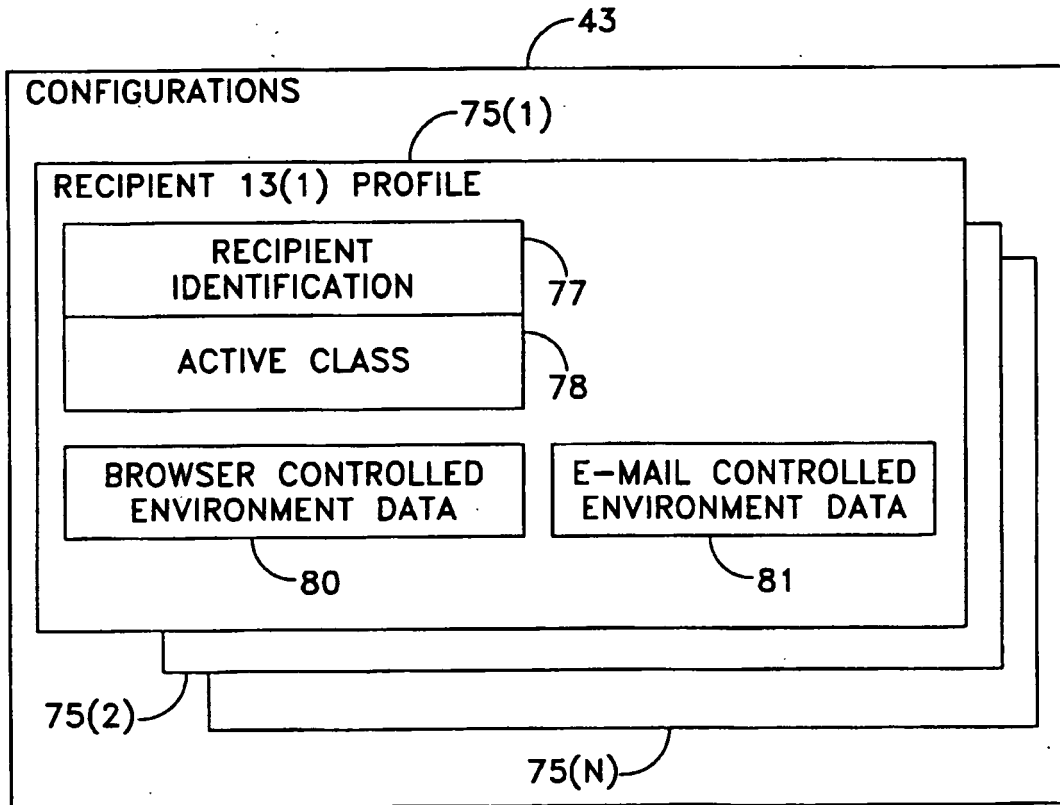 43
CONFIGURATIONS
75(1)
RECIPIENT 13(1) PROFILE
RECIPIENT
IDENTIFICATION
77
ACTIVE CLASS
78
BROWSER CONTROLLED
ENVIRONMENT DATA
E-MAIL CONTROLLED
ENVIRONMENT DATA
80
81
75(2)
75(N)